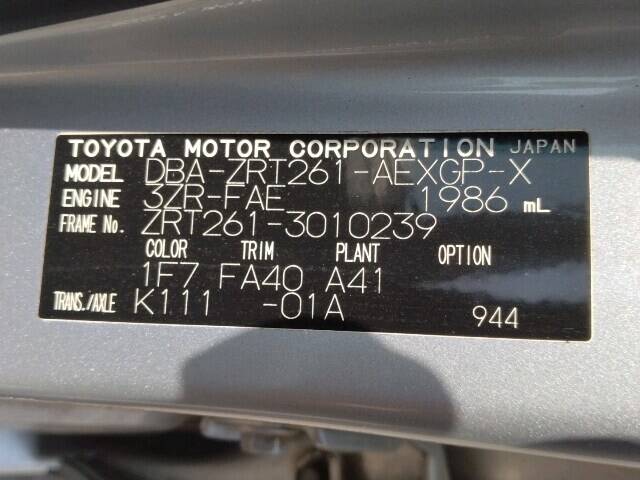 TOYOTA MOTOR CORPORATION JAPAN
MODEL DBA-ZRT261-AEXGP-X
ENGINE 3ZR-FAE 1986 mL
FRAME No. ZRT261-3010239
COLOR TRIM PLANT OPTION
1F7 FA40 A41
TRANS./AXLE K111 -01A 944